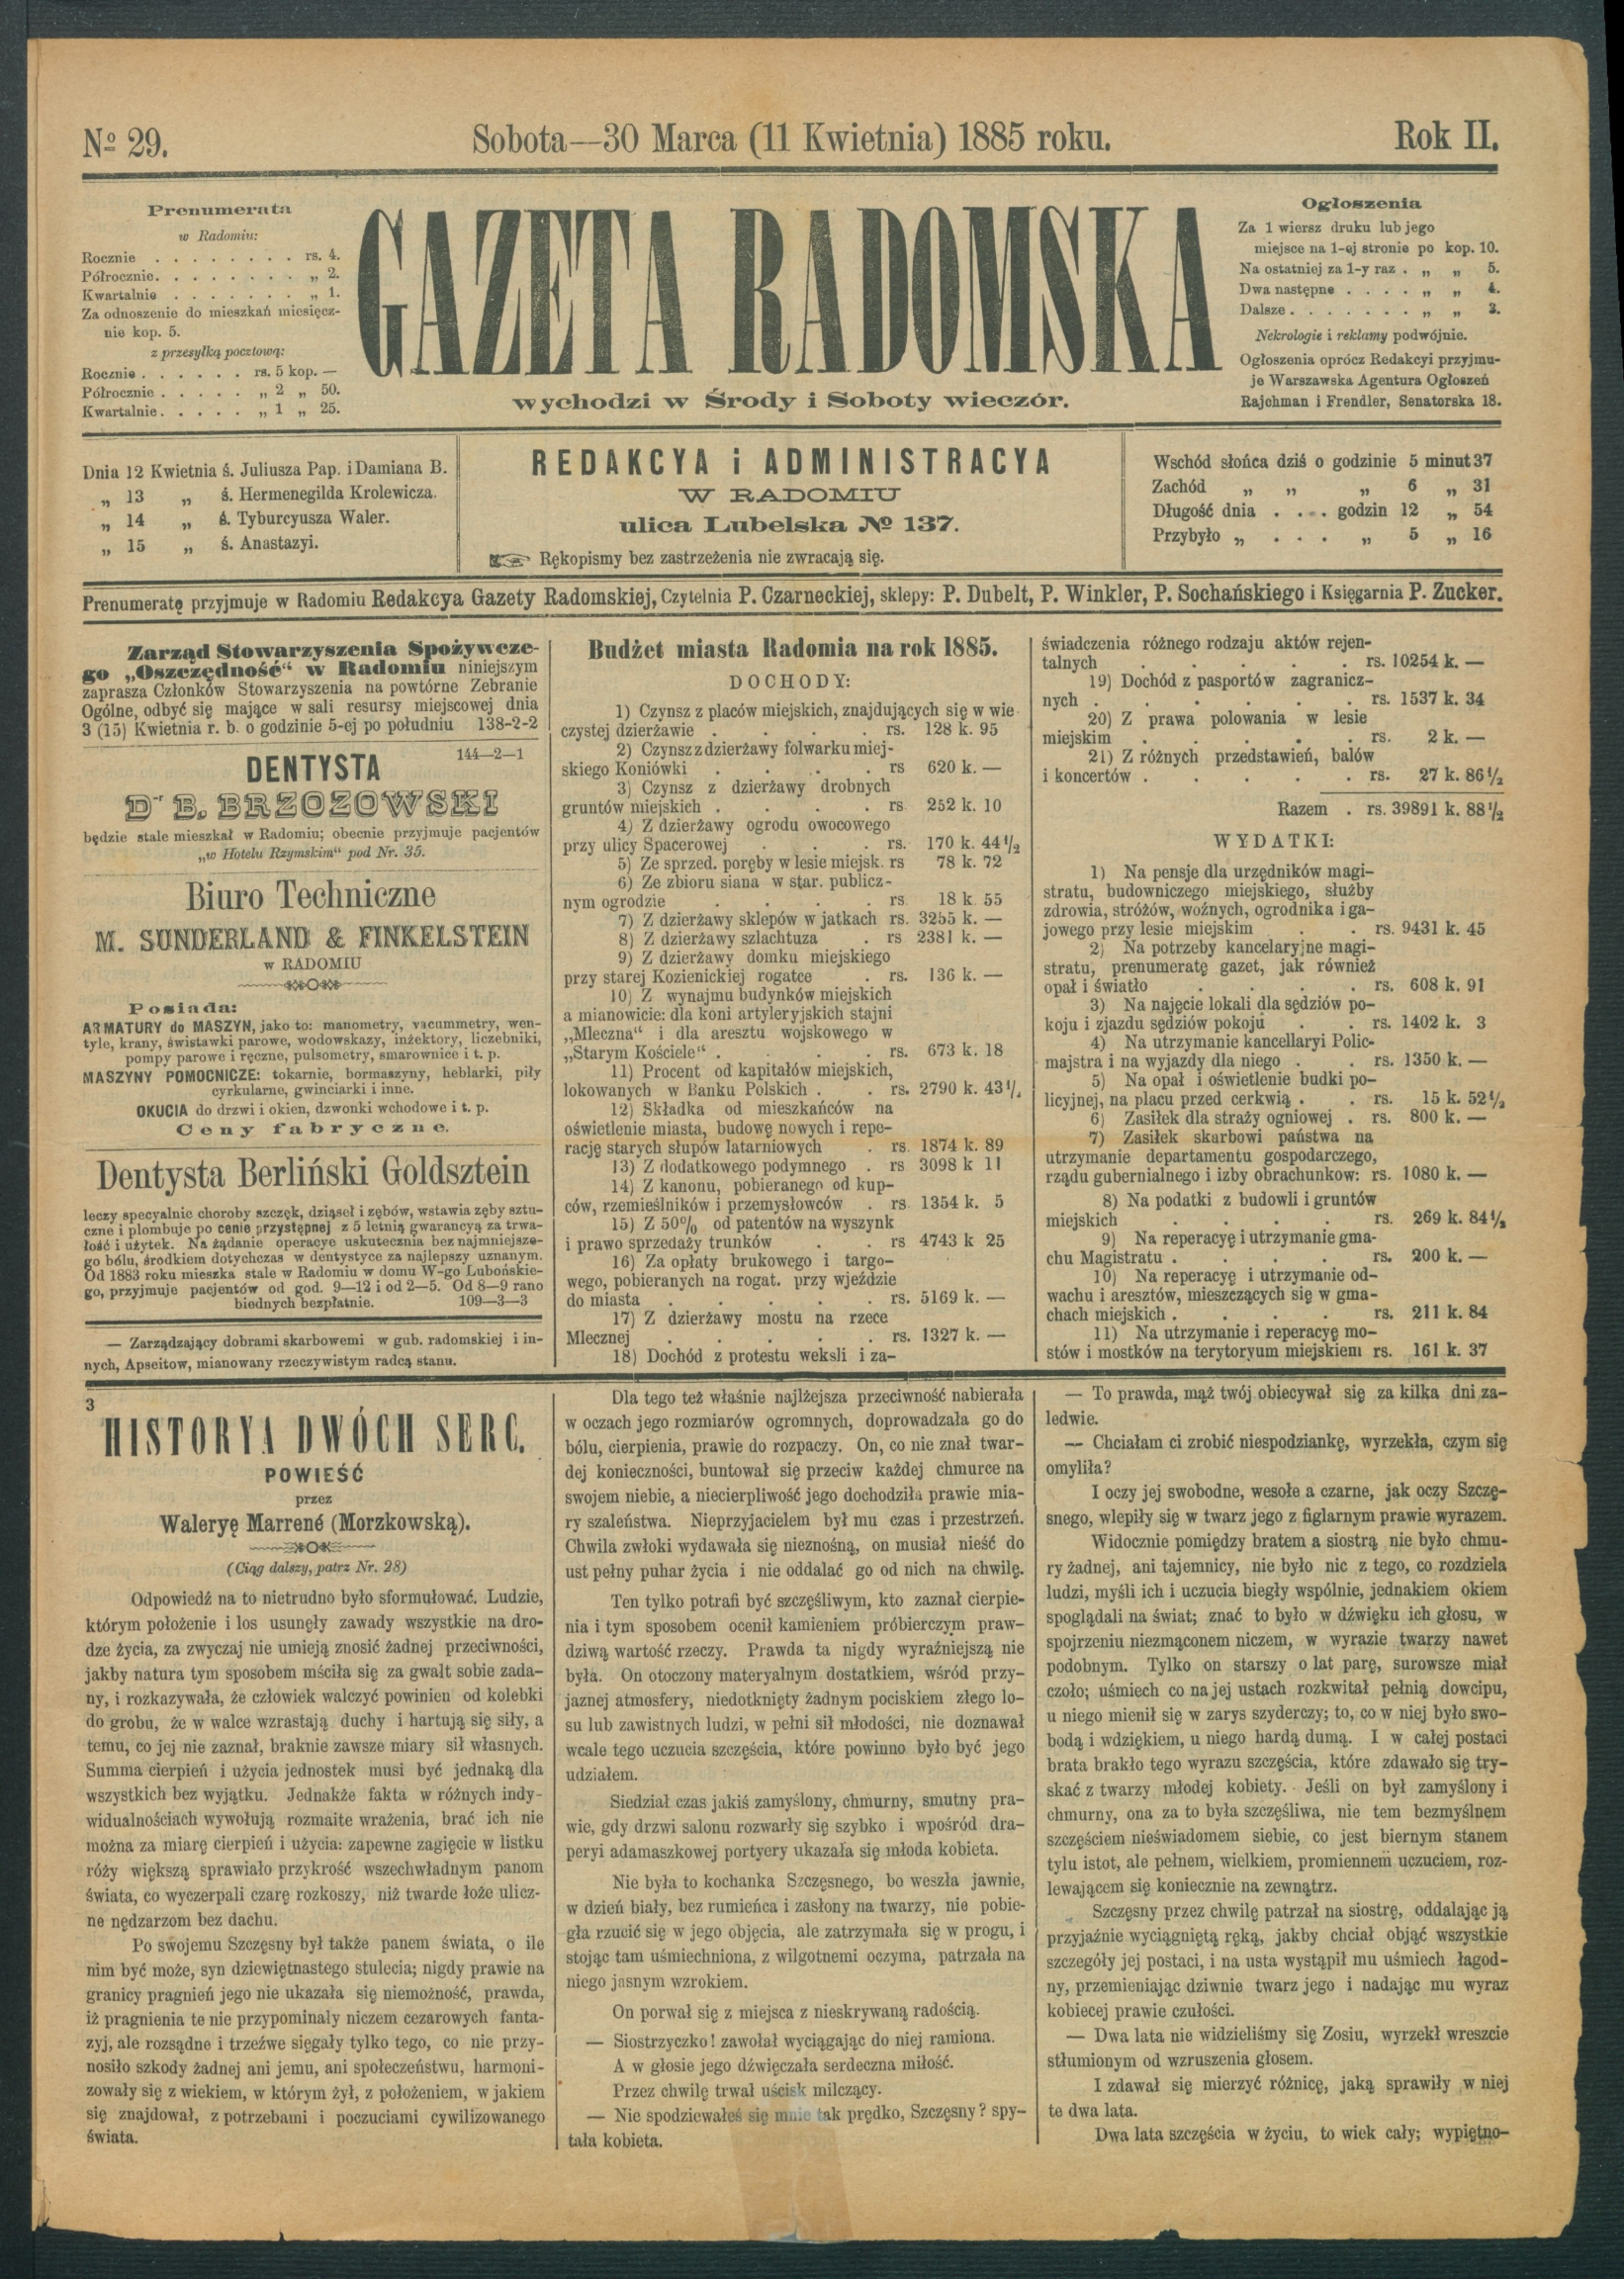 № 29.
Sobota—30 Marca (11 Kwietnia) 1885 roku.
Rok II.
Prenumerata
w Radomiu:
Rocznie . . . . . . . . rs. 4.
Półrocznie. . . . . . . . „ 2.
Kwartalnie . . . . . . . „ 1.
Za odnoszenie do mieszkań miesięcz-
nie kop. 5.
z przesyłką pocztową:
Rocznie . . . . . . rs. 5 kop. —
Półrocznie . . . . . „ 2 „ 50.
Kwartalnie. . . . . „ 1 „ 25.
GAZETA RADOMSKA
wychodzi w Środy i Soboty wieczór.
Ogłoszenia
Za 1 wiersz druku lub jego
miejsce na 1-ej stronie po kop. 10.
Na ostatniej za 1-y raz . „ „ 5.
Dwa następne . . . . „ „ 4.
Dalsze . . . . . . . „ „ 3.
Nekrologie i reklamy podwójnie.
Ogłoszenia oprócz Redakcyi przyjmu-
je Warszawska Agentura Ogłoszeń
Rajchman i Frendler, Senatorska 18.
Dnia 12 Kwietnia ś. Juliusza Pap. i Damiana B.
„ 13 „ ś. Hermenegilda Krolewicza.
„ 14 „ ś. Tyburcyusza Waler.
„ 15 „ ś. Anastazyi.
REDAKCYA i ADMINISTRACYA
W RADOMIU
ulica Lubelska № 137.
☞ Rękopismy bez zastrzeżenia nie zwracają się.
Wschód słońca dziś o godzinie 5 minut 37
Zachód „ „ „ 6 „ 31
Długość dnia . . . . godzin 12 „ 54
Przybyło „ . . . „ 5 „ 16
Prenumeratę przyjmuje w Radomiu Redakcya Gazety Radomskiej, Czytelnia P. Czarneckiej, sklepy: P. Dubelt, P. Winkler, P. Sochańskiego i Księgarnia P. Zucker.
Zarząd Stowarzyszenia Spożywcze-
go „Oszczędność“ w Radomiu niniejszym
zaprasza Członków Stowarzyszenia na powtórne Zebranie
Ogólne, odbyć się mające w sali resursy miejscowej dnia
3 (15) Kwietnia r. b. o godzinie 5-ej po południu 138-2-2
144—2—1
DENTYSTA
Dr B. BRZOZOWSKI
będzie stale mieszkał w Radomiu; obecnie przyjmuje pacjentów
„w Hotelu Rzymskim“ pod Nr. 35.
Biuro Techniczne
M. SUNDERLAND & FINKELSTEIN
w RADOMIU
Posiada:
ARMATURY do MASZYN, jako to: manometry, vacummetry, wen-
tyle, krany, świstawki parowe, wodowskazy, inżektory, liczebniki,
pompy parowe i ręczne, pulsometry, smarownice i t. p.
MASZYNY POMOCNICZE: tokarnie, bormaszyny, heblarki, piły
cyrkularne, gwinciarki i inne.
OKUCIA do drzwi i okien, dzwonki wchodowe i t. p.
Ceny fabryczne.
Dentysta Berliński Goldsztein
leczy specyalnie choroby szczęk, dziąseł i zębów, wstawia zęby sztu-
czne i plombuje po cenie przystępnej z 5 letnią gwarancyą za trwa-
łość i użytek. Na żądanie operacye uskutecznia bez najmniejsze-
go bólu, środkiem dotychczas w dentystyce za najlepszy uznanym.
Od 1883 roku mieszka stale w Radomiu w domu W-go Lubońskie-
go, przyjmuje pacjentów od god. 9—12 i od 2—5. Od 8—9 rano
biednych bezpłatnie. 109—3—3
— Zarządzający dobrami skarbowemi w gub. radomskiej i in-
nych, Apseitow, mianowany rzeczywistym radcą stanu.
Budżet miasta Radomia na rok 1885.
DOCHODY:
1) Czynsz z placów miejskich, znajdujących się w wie-
czystej dzierżawie . . . . rs. 128 k. 95
2) Czynsz z dzierżawy folwarku miej-
skiego Koniówki . . . . rs 620 k. —
3) Czynsz z dzierżawy drobnych
gruntów miejskich . . . . rs 252 k. 10
4) Z dzierżawy ogrodu owocowego
przy ulicy Spacerowej . . . rs. 170 k. 44½
5) Ze sprzed. poręby w lesie miejsk. rs 78 k. 72
6) Ze zbioru siana w star. publicz-
nym ogrodzie . . . . rs 18 k. 55
7) Z dzierżawy sklepów w jatkach rs. 3255 k. —
8) Z dzierżawy szlachtuza . rs 2381 k. —
9) Z dzierżawy domku miejskiego
przy starej Kozienickiej rogatce . rs. 136 k. —
10) Z wynajmu budynków miejskich
a mianowicie: dla koni artyleryjskich stajni
„Mleczna“ i dla aresztu wojskowego w
„Starym Kościele“ . . . . rs. 673 k. 18
11) Procent od kapitałów miejskich,
lokowanych w Banku Polskich . . rs. 2790 k. 43½
12) Składka od mieszkańców na
oświetlenie miasta, budowę nowych i repe-
rację starych słupów latarniowych . rs. 1874 k. 89
13) Z dodatkowego podymnego . rs 3098 k 11
14) Z kanonu, pobieranego od kup-
ców, rzemieślników i przemysłowców . rs 1354 k. 5
15) Z 50% od patentów na wyszynk
i prawo sprzedaży trunków . . rs 4743 k 25
16) Za opłaty brukowego i targo-
wego, pobieranych na rogat. przy wjeździe
do miasta . . . . . rs. 5169 k. —
17) Z dzierżawy mostu na rzece
Mlecznej . . . . . rs. 1327 k. —
18) Dochód z protestu weksli i za-
świadczenia różnego rodzaju aktów rejen-
talnych . . . . . rs. 10254 k. —
19) Dochód z pasportów zagranicz-
nych . . . . . . rs. 1537 k. 34
20) Z prawa polowania w lesie
miejskim . . . . . rs. 2 k. —
21) Z różnych przedstawień, balów
i koncertów . . . . . rs. 27 k. 86½
Razem . rs. 39891 k. 88½
WYDATKI:
1) Na pensje dla urzędników magi-
stratu, budowniczego miejskiego, służby
zdrowia, stróżów, woźnych, ogrodnika i ga-
jowego przy lesie miejskim . . rs. 9431 k. 45
2) Na potrzeby kancelaryjne magi-
stratu, prenumeratę gazet, jak również
opał i światło . . . . rs. 608 k. 91
3) Na najęcie lokali dla sędziów po-
koju i zjazdu sędziów pokoju . . rs. 1402 k. 3
4) Na utrzymanie kancellaryi Polic-
majstra i na wyjazdy dla niego . . rs. 1350 k. —
5) Na opał i oświetlenie budki po-
licyjnej, na placu przed cerkwią . . rs. 15 k. 52½
6) Zasiłek dla straży ogniowej . rs. 800 k. —
7) Zasiłek skarbowi państwa na
utrzymanie departamentu gospodarczego,
rządu gubernialnego i izby obrachunkow: rs. 1080 k. —
8) Na podatki z budowli i gruntów
miejskich . . . . rs. 269 k. 84½
9) Na reperacyę i utrzymanie gma-
chu Magistratu . . . . rs. 200 k. —
10) Na reperacyę i utrzymanie od-
wachu i aresztów, mieszczących się w gma-
chach miejskich . . . . rs. 211 k. 84
11) Na utrzymanie i reperacyę mo-
stów i mostków na terytoryum miejskiem rs. 161 k. 37
3
HISTORYA DWÓCH SERC.
POWIEŚĆ
przez
Waleryę Marrené (Morzkowską).
(Ciąg dalszy, patrz Nr. 28)
Odpowiedź na to nietrudno było sformułować. Ludzie,
którym położenie i los usunęły zawady wszystkie na dro-
dze życia, za zwyczaj nie umieją znosić żadnej przeciwności,
jakby natura tym sposobem mściła się za gwałt sobie zada-
ny, i rozkazywała, że człowiek walczyć powinien od kolebki
do grobu, że w walce wzrastają duchy i hartują się siły, a
temu, co jej nie zaznał, braknie zawsze miary sił własnych.
Summa cierpień i użycia jednostek musi być jednaką dla
wszystkich bez wyjątku. Jednakże fakta w różnych indy-
widualnościach wywołują rozmaite wrażenia, brać ich nie
można za miarę cierpień i użycia: zapewne zagięcie w listku
róży większą sprawiało przykrość wszechwładnym panom
świata, co wyczerpali czarę rozkoszy, niż twarde łoże ulicz-
ne nędzarzom bez dachu.
Po swojemu Szczęsny był także panem świata, o ile
nim być może, syn dziewiętnastego stulecia; nigdy prawie na
granicy pragnień jego nie ukazała się niemożność, prawda,
iż pragnienia te nie przypominały niczem cezarowych fanta-
zyj, ale rozsądne i trzeźwe sięgały tylko tego, co nie przy-
nosiło szkody żadnej ani jemu, ani społeczeństwu, harmoni-
zowały się z wiekiem, w którym żył, z położeniem, w jakiem
się znajdował, z potrzebami i poczuciami cywilizowanego
świata.
Dla tego też właśnie najlżejsza przeciwność nabierała
w oczach jego rozmiarów ogromnych, doprowadzała go do
bólu, cierpienia, prawie do rozpaczy. On, co nie znał twar-
dej konieczności, buntował się przeciw każdej chmurce na
swojem niebie, a niecierpliwość jego dochodziła prawie mia-
ry szaleństwa. Nieprzyjacielem był mu czas i przestrzeń.
Chwila zwłoki wydawała się nieznośną, on musiał nieść do
ust pełny puhar życia i nie oddalać go od nich na chwilę.
Ten tylko potrafi być szczęśliwym, kto zaznał cierpie-
nia i tym sposobem ocenił kamieniem próbierczym praw-
dziwą wartość rzeczy. Prawda ta nigdy wyraźniejszą nie
była. On otoczony materyalnym dostatkiem, wśród przy-
jaznej atmosfery, niedotknięty żadnym pociskiem złego lo-
su lub zawistnych ludzi, w pełni sił młodości, nie doznawał
wcale tego uczucia szczęścia, które powinno było być jego
udziałem.
Siedział czas jakiś zamyślony, chmurny, smutny pra-
wie, gdy drzwi salonu rozwarły się szybko i wpośród dra-
peryi adamaszkowej portyery ukazała się młoda kobieta.
Nie była to kochanka Szczęsnego, bo weszła jawnie,
w dzień biały, bez rumieńca i zasłony na twarzy, nie pobie-
gła rzucić się w jego objęcia, ale zatrzymała się w progu, i
stojąc tam uśmiechniona, z wilgotnemi oczyma, patrzała na
niego jasnym wzrokiem.
On porwał się z miejsca z nieskrywaną radością.
— Siostrzyczko! zawołał wyciągając do niej ramiona.
A w głosie jego dźwięczała serdeczna miłość.
Przez chwilę trwał uścisk milczący.
— Nie spodziewałeś się mnie tak prędko, Szczęsny? spy-
tała kobieta.
— To prawda, mąż twój obiecywał się za kilka dni za-
ledwie.
— Chciałam ci zrobić niespodziankę, wyrzekła, czym się
omyliła?
I oczy jej swobodne, wesołe a czarne, jak oczy Szczę-
snego, wlepiły się w twarz jego z figlarnym prawie wyrazem.
Widocznie pomiędzy bratem a siostrą nie było chmu-
ry żadnej, ani tajemnicy, nie było nic z tego, co rozdziela
ludzi, myśli ich i uczucia biegły wspólnie, jednakiem okiem
spoglądali na świat; znać to było w dźwięku ich głosu, w
spojrzeniu niezmąconem niczem, w wyrazie twarzy nawet
podobnym. Tylko on starszy o lat parę, surowsze miał
czoło; uśmiech co na jej ustach rozkwitał pełnią dowcipu,
u niego mienił się w zarys szyderczy; to, co w niej było swo-
bodą i wdziękiem, u niego hardą dumą. I w całej postaci
brata brakło tego wyrazu szczęścia, które zdawało się try-
skać z twarzy młodej kobiety. Jeśli on był zamyślony i
chmurny, ona za to była szczęśliwa, nie tem bezmyślnem
szczęściem nieświadomem siebie, co jest biernym stanem
tylu istot, ale pełnem, wielkiem, promiennem uczuciem, roz-
lewającem się koniecznie na zewnątrz.
Szczęsny przez chwilę patrzał na siostrę, oddalając ją
przyjaźnie wyciągniętą ręką, jakby chciał objąć wszystkie
szczegóły jej postaci, i na usta wystąpił mu uśmiech łagod-
ny, przemieniając dziwnie twarz jego i nadając mu wyraz
kobiecej prawie czułości.
— Dwa lata nie widzieliśmy się Zosiu, wyrzekł wreszcie
stłumionym od wzruszenia głosem.
I zdawał się mierzyć różnicę, jaką sprawiły w niej
te dwa lata.
Dwa lata szczęścia w życiu, to wiek cały; wypiętno-